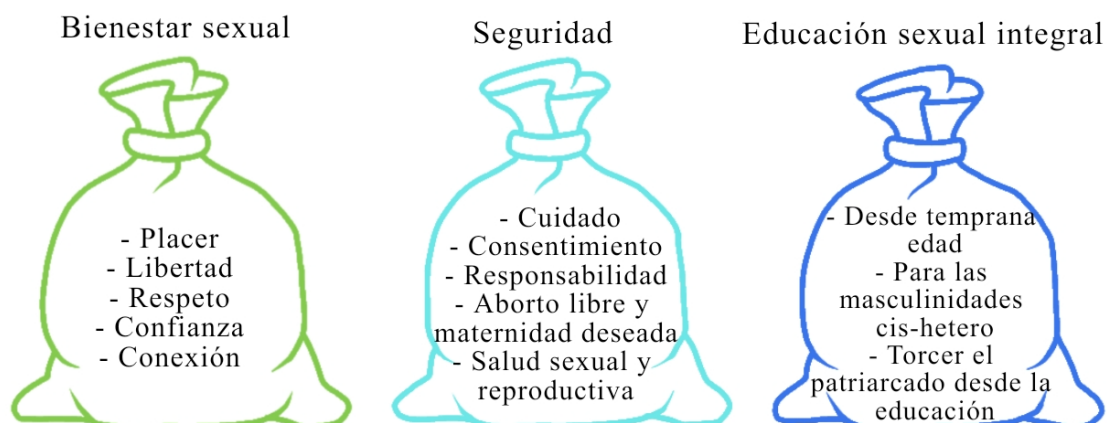 Bienestar sexual
- Placer
- Libertad
- Respeto
- Confianza
- Conexión
Seguridad
- Cuidado
- Consentimiento
- Responsabilidad
- Aborto libre y
maternidad deseada
- Salud sexual y
reproductiva
Educación sexual integral
- Desde temprana
edad
- Para las
masculinidades
cis-hetero
- Torcer el
patriarcado desde la
educación